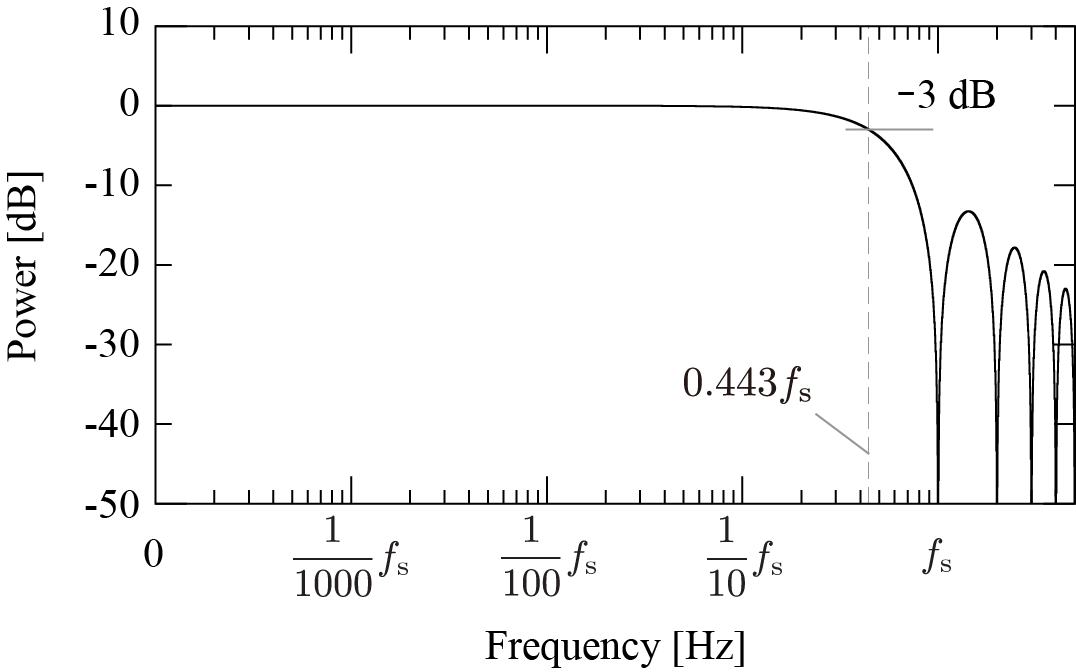 10
0
-10
-20
-30
-40
-50
Power [dB]
−3 dB
0.443fs
0
1/1000 fs
1/100 fs
1/10 fs
fs
Frequency [Hz]